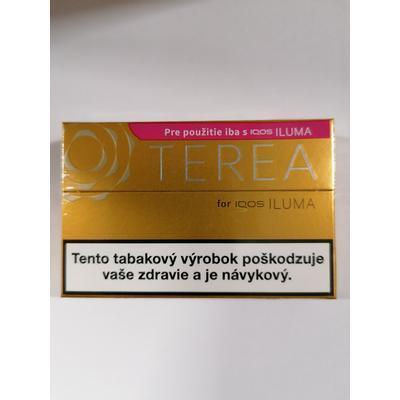 Pre použitie iba s IQOS ILUMA
TEREA
for IQOS ILUMA
Tento tabakový výrobok poškodzuje
vaše zdravie a je návykový.